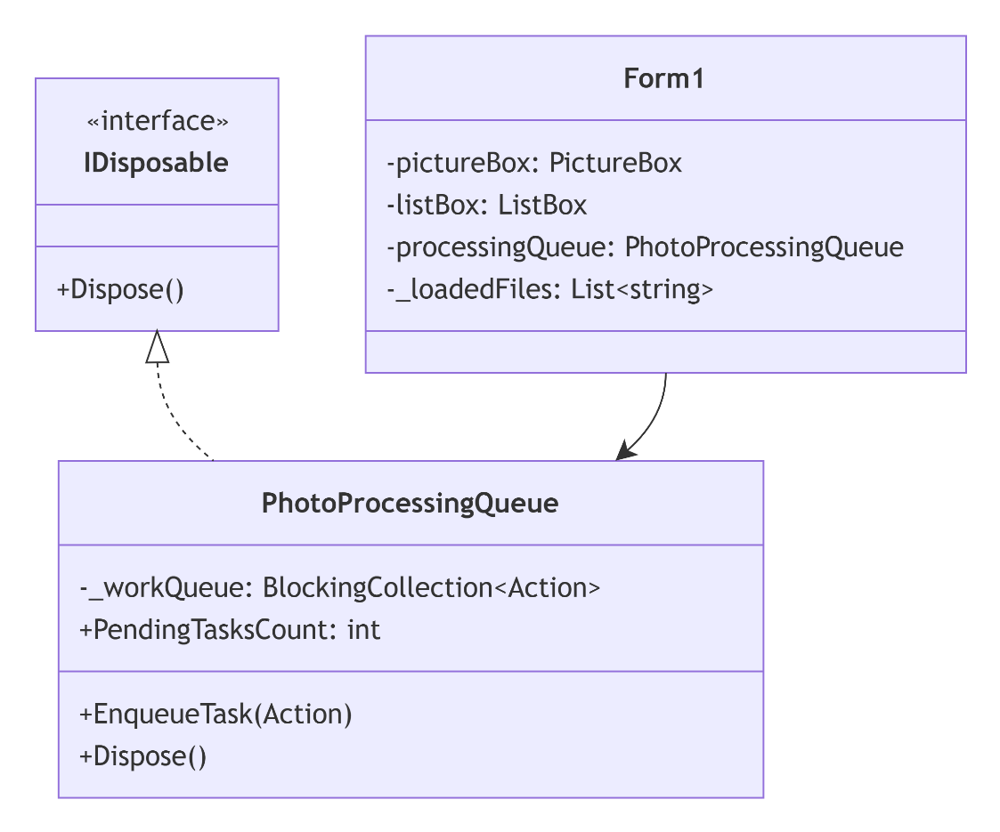 «interface»
IDisposable
+Dispose()
Form1
-pictureBox: PictureBox
-listBox: ListBox
-processingQueue: PhotoProcessingQueue
-_loadedFiles: List<string>
PhotoProcessingQueue
-_workQueue: BlockingCollection<Action>
+PendingTasksCount: int
+EnqueueTask(Action)
+Dispose()